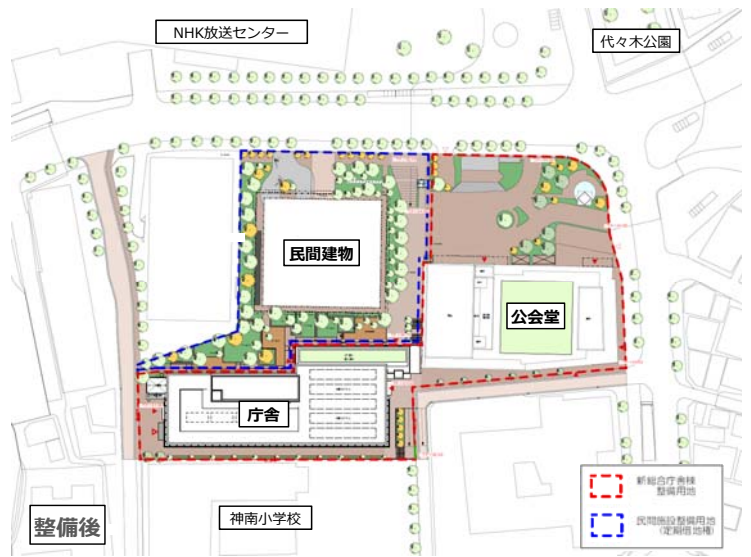 NHK放送センター
代々木公園
民間建物
公会堂
庁舎
神南小学校
整備後
新総合庁舎棟
整備用地
民間施設整備用地
(定期借地権)